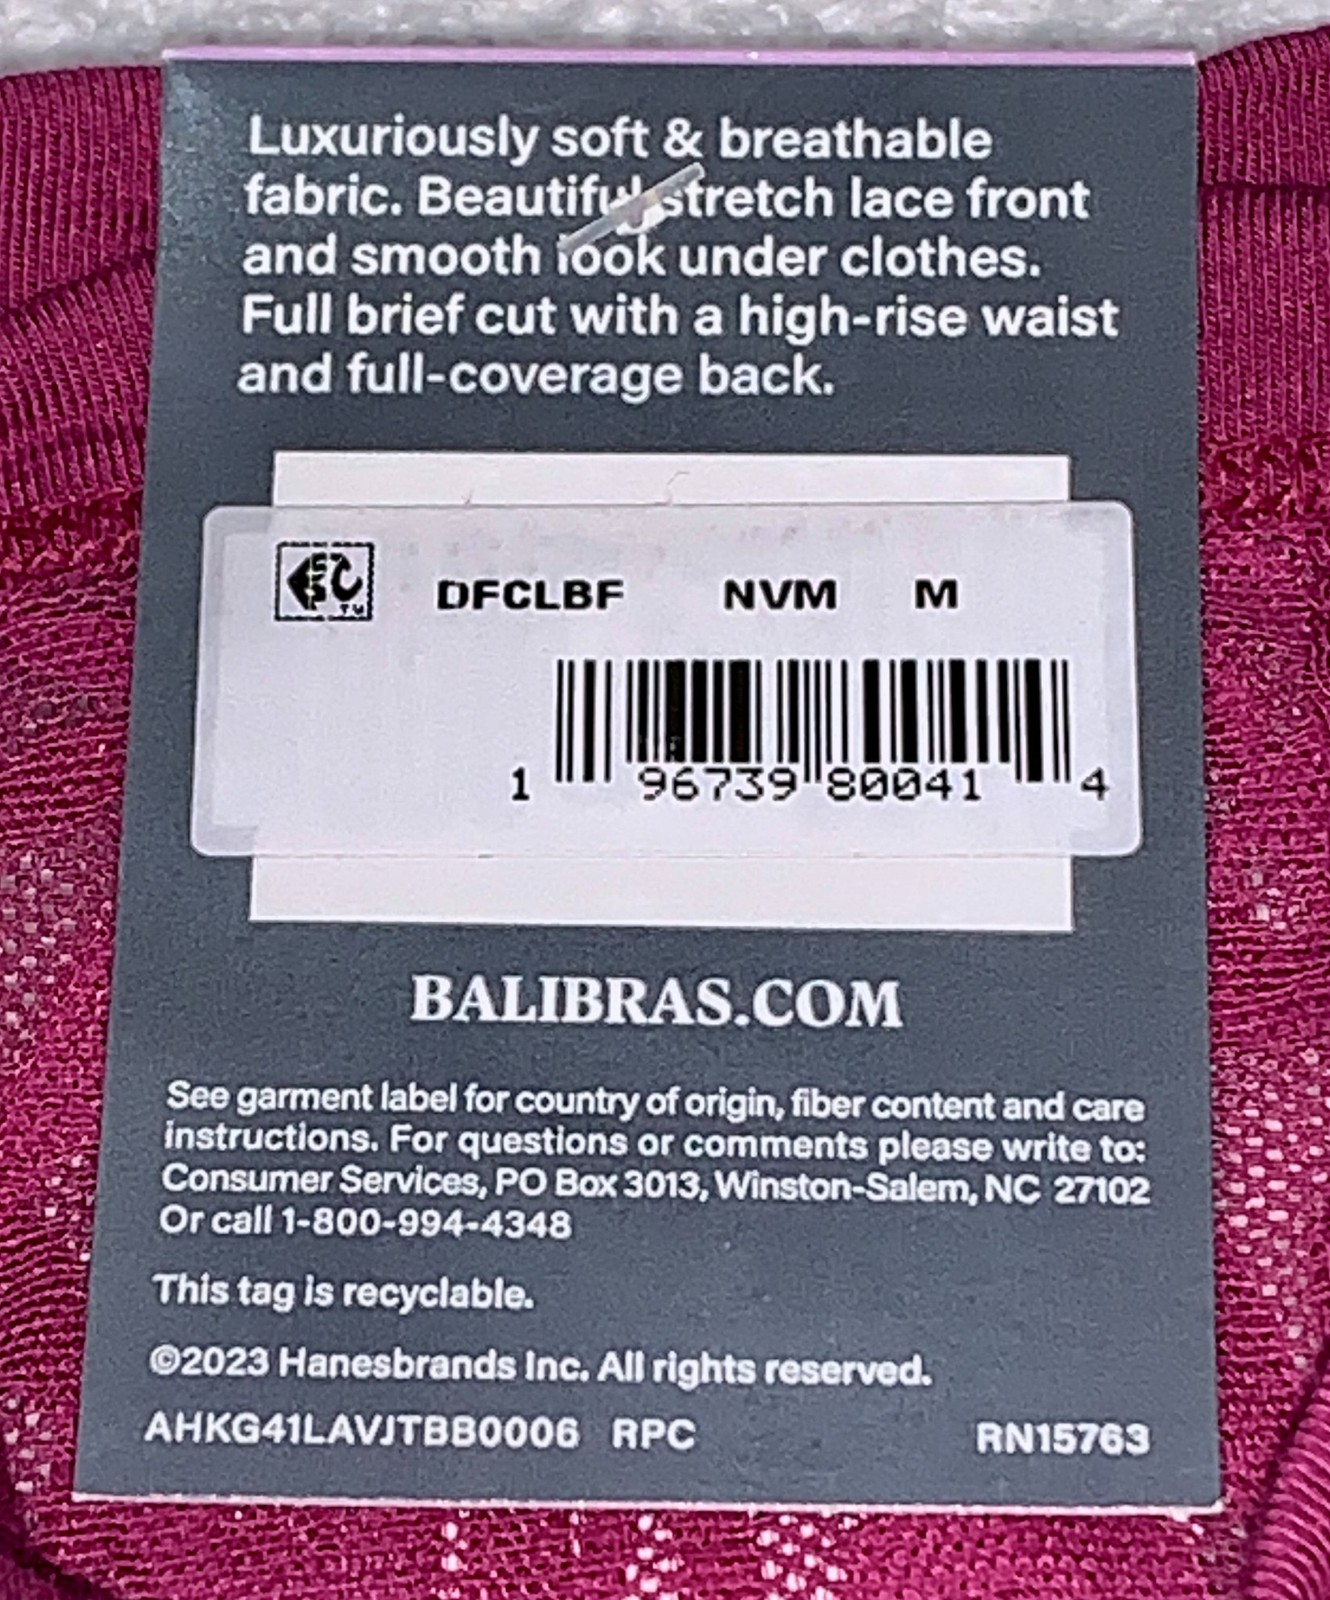 Luxuriously soft & breathable
fabric. Beautiful stretch lace front
and smooth look under clothes.
Full brief cut with a high-rise waist
and full-coverage back.
DFCLBF NVM M
1 96739 80041 4
BALIBRAS.COM
See garment label for country of origin, fiber content and care
instructions. For questions or comments please write to:
Consumer Services, PO Box 3013, Winston-Salem, NC 27102
Or call 1-800-994-4348
This tag is recyclable.
©2023 Hanesbrands Inc. All rights reserved.
AHKG41LAVJTBB0006 RPC RN15763